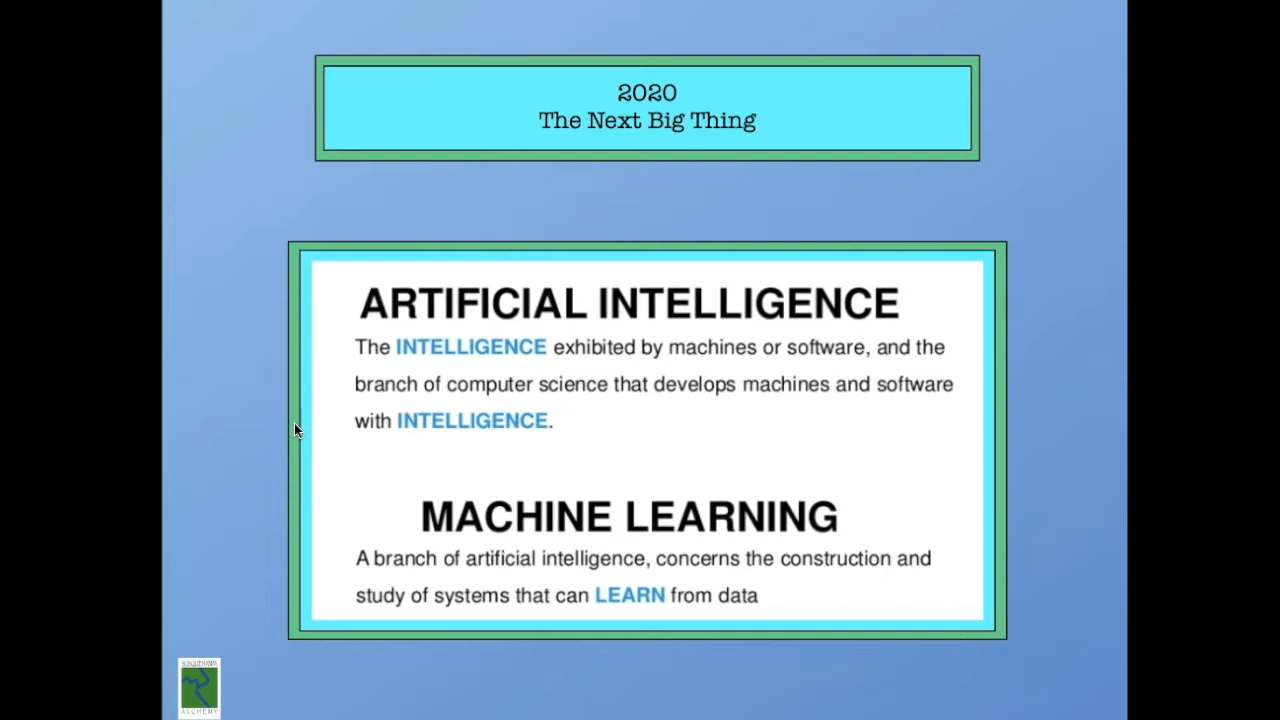 2020
The Next Big Thing
ARTIFICIAL INTELLIGENCE
The INTELLIGENCE exhibited by machines or software, and the
branch of computer science that develops machines and software
with INTELLIGENCE.
MACHINE LEARNING
A branch of artificial intelligence, concerns the construction and
study of systems that can LEARN from data
SUSQUEHANNA
ALCHEMY